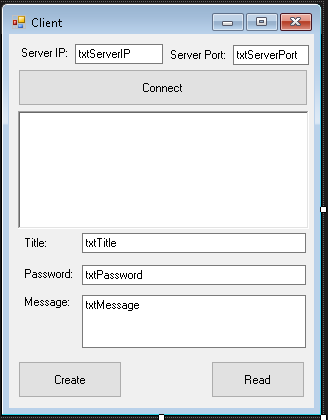 Client
Server IP: txtServerIP Server Port: txtServerPort
Connect
Title: txtTitle
Password: txtPassword
Message: txtMessage
Create Read